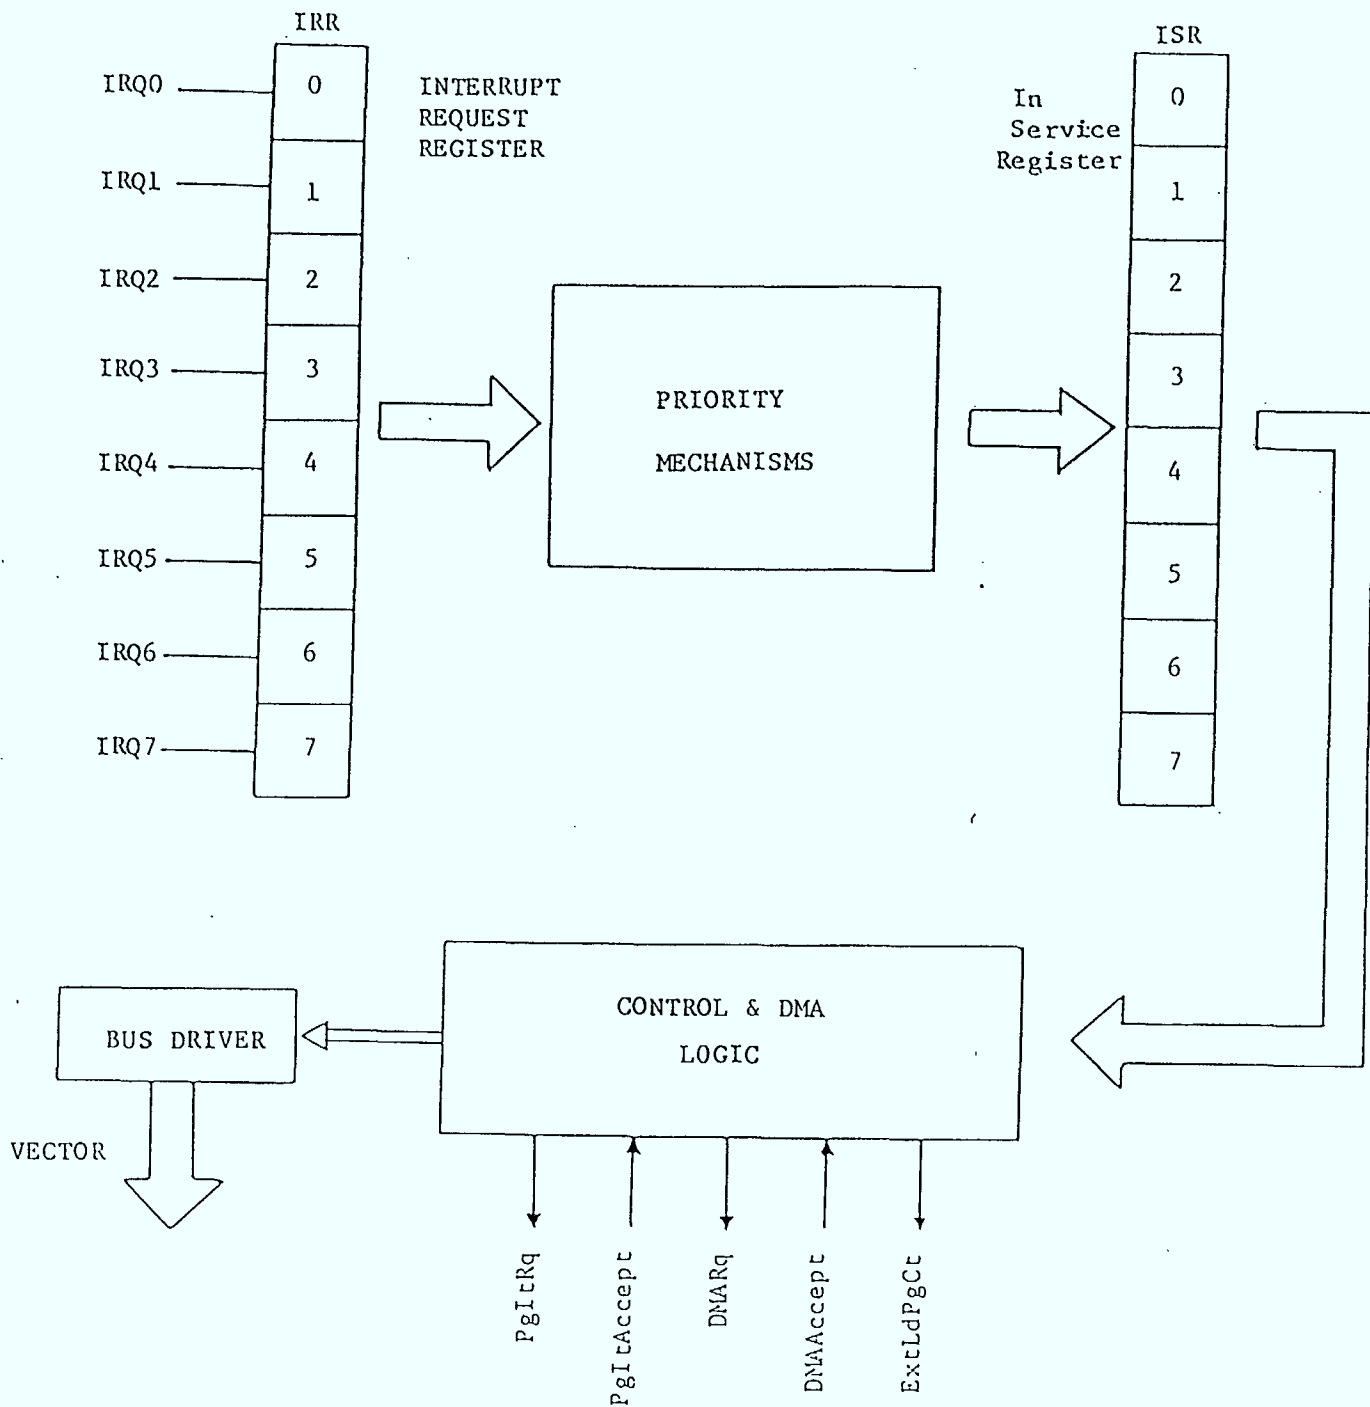 IRR
IRQ0
IRQ1
IRQ2
IRQ3
IRQ4
IRQ5
IRQ6
IRQ7
0
1
2
3
4
5
6
7
INTERRUPT
REQUEST
REGISTER
PRIORITY
MECHANISMS
ISR
In
Service
Register
0
1
2
3
4
5
6
7
CONTROL & DMA
LOGIC
BUS DRIVER
VECTOR
PgItRq
PgItAccept
DMARq
DMAAccept
ExtLdPgCt